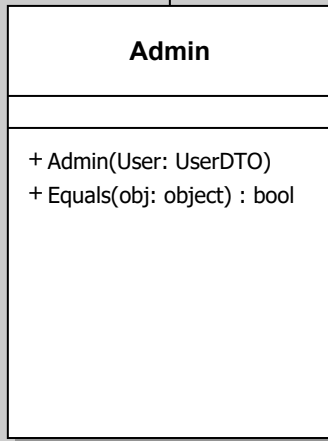 Admin
+ Admin(User: UserDTO)
+ Equals(obj: object) : bool